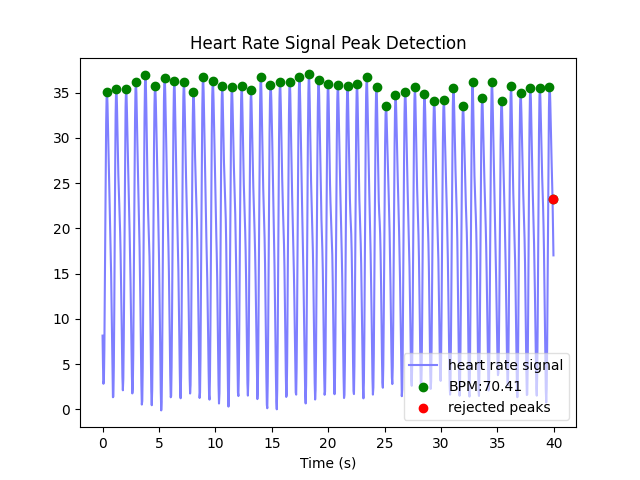 Heart Rate Signal Peak Detection
35
30
25
20
15
10
5
0
heart rate signal
BPM:70.41
rejected peaks
0 5 10 15 20 25 30 35 40
Time (s)